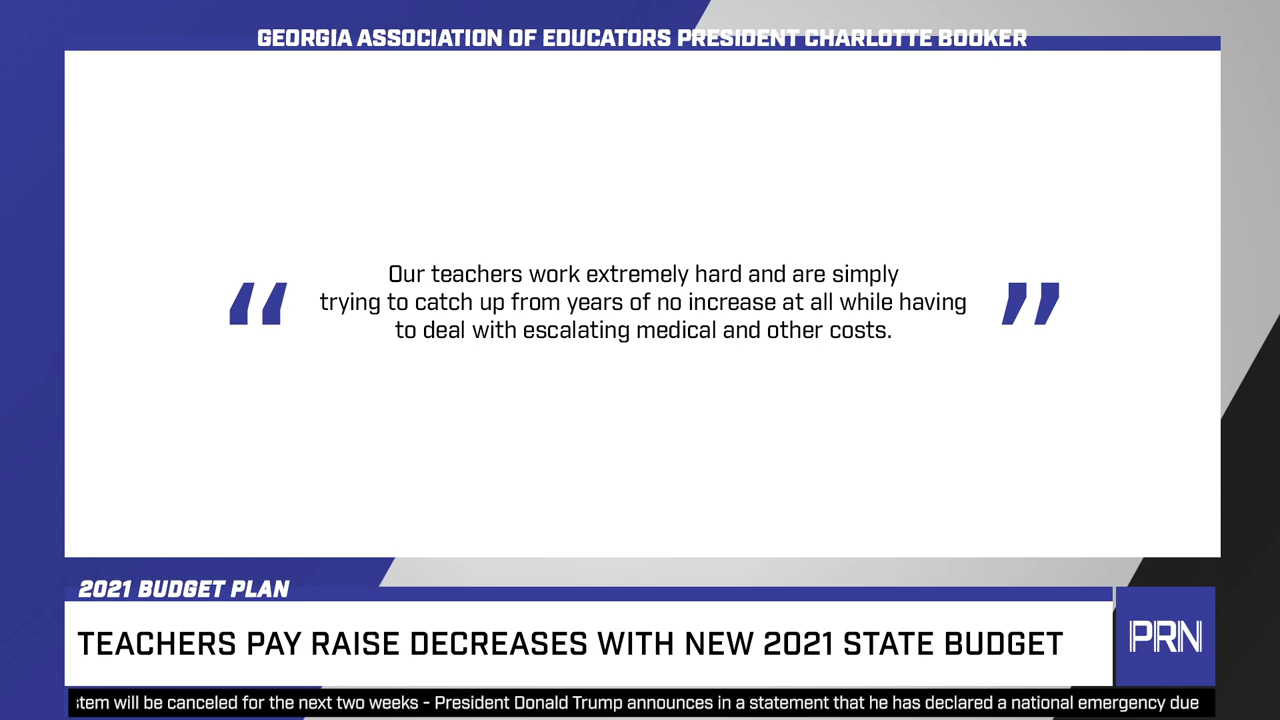 GEORGIA ASSOCIATION OF EDUCATORS PRESIDENT CHARLOTTE BOOKER
“ Our teachers work extremely hard and are simply
trying to catch up from years of no increase at all while having
to deal with escalating medical and other costs. ”
2021 BUDGET PLAN
TEACHERS PAY RAISE DECREASES WITH NEW 2021 STATE BUDGET
PRN
will be canceled for the next two weeks - President Donald Trump announces in a statement that he has declared a national emergency due